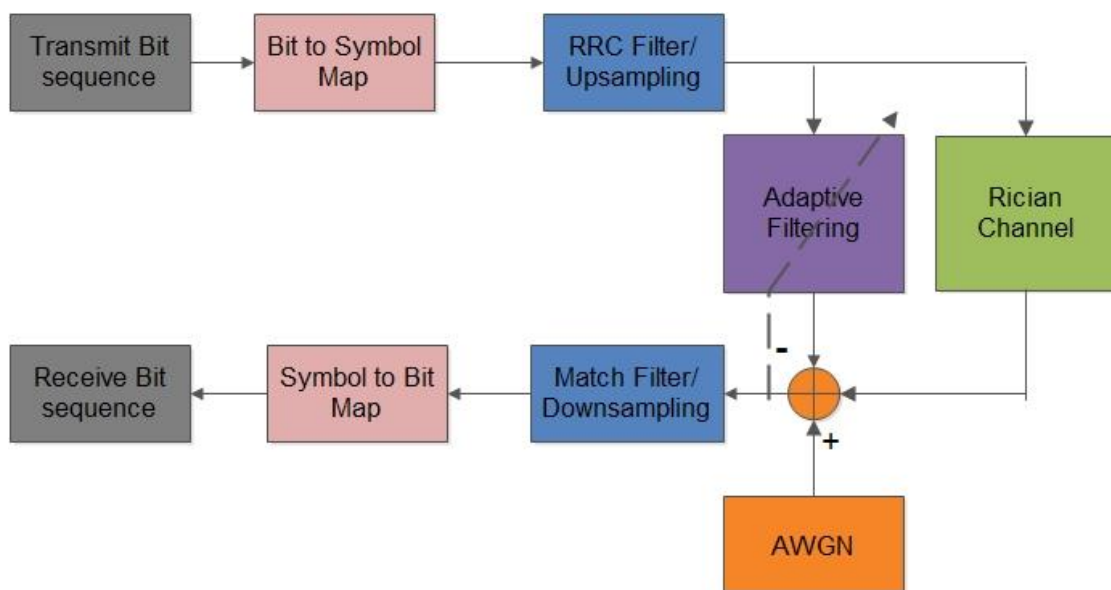 Transmit Bit
sequence
Bit to Symbol
Map
RRC Filter/
Upsampling
Adaptive
Filtering
Rician
Channel
-
Receive Bit
sequence
Symbol to Bit
Map
Match Filter/
Downsampling
+
AWGN